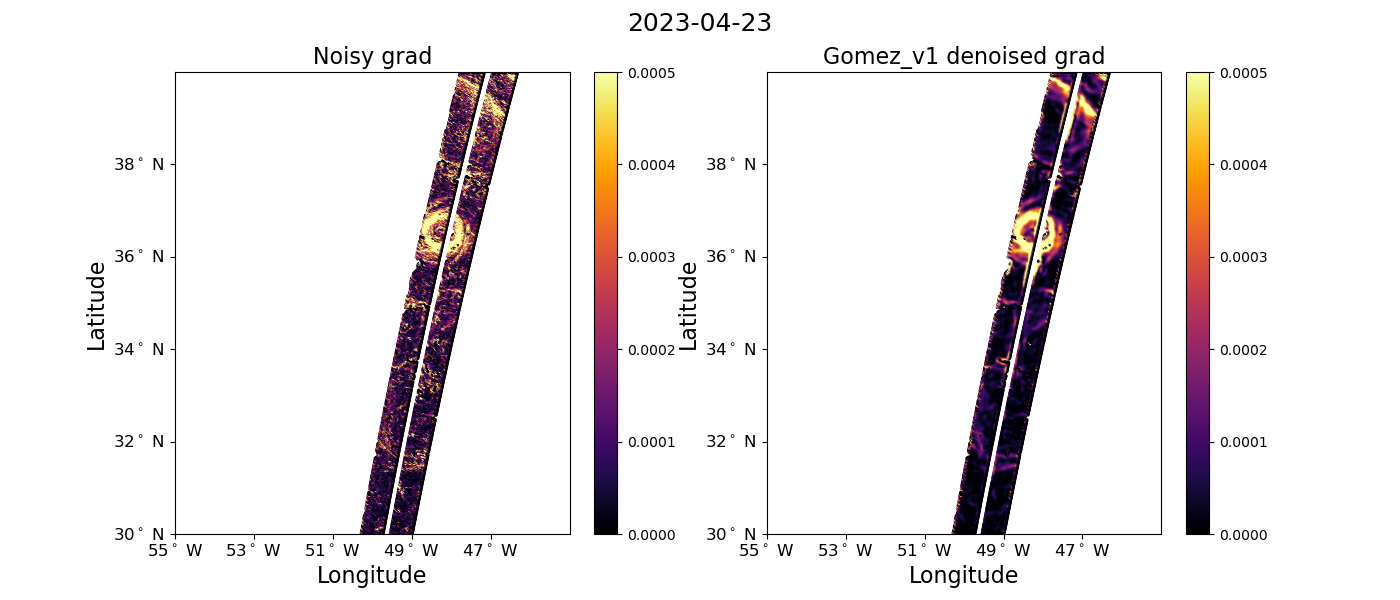 2023-04-23
Noisy grad
Gomez_v1 denoised grad
Latitude
38° N
36° N
34° N
32° N
30° N
55° W
53° W
51° W
49° W
47° W
Longitude
0.0005
0.0004
0.0003
0.0002
0.0001
0.0000
Latitude
38° N
36° N
34° N
32° N
30° N
55° W
53° W
51° W
49° W
47° W
Longitude
0.0005
0.0004
0.0003
0.0002
0.0001
0.0000